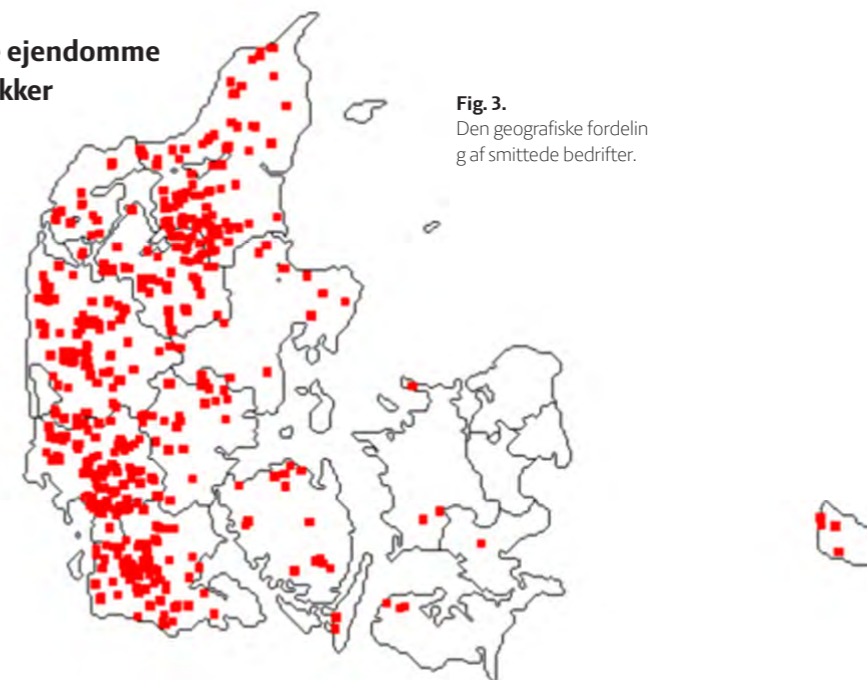 ejendomme
kker
Fig. 3.
Den geografiske fordelin
g af smittede bedrifter.